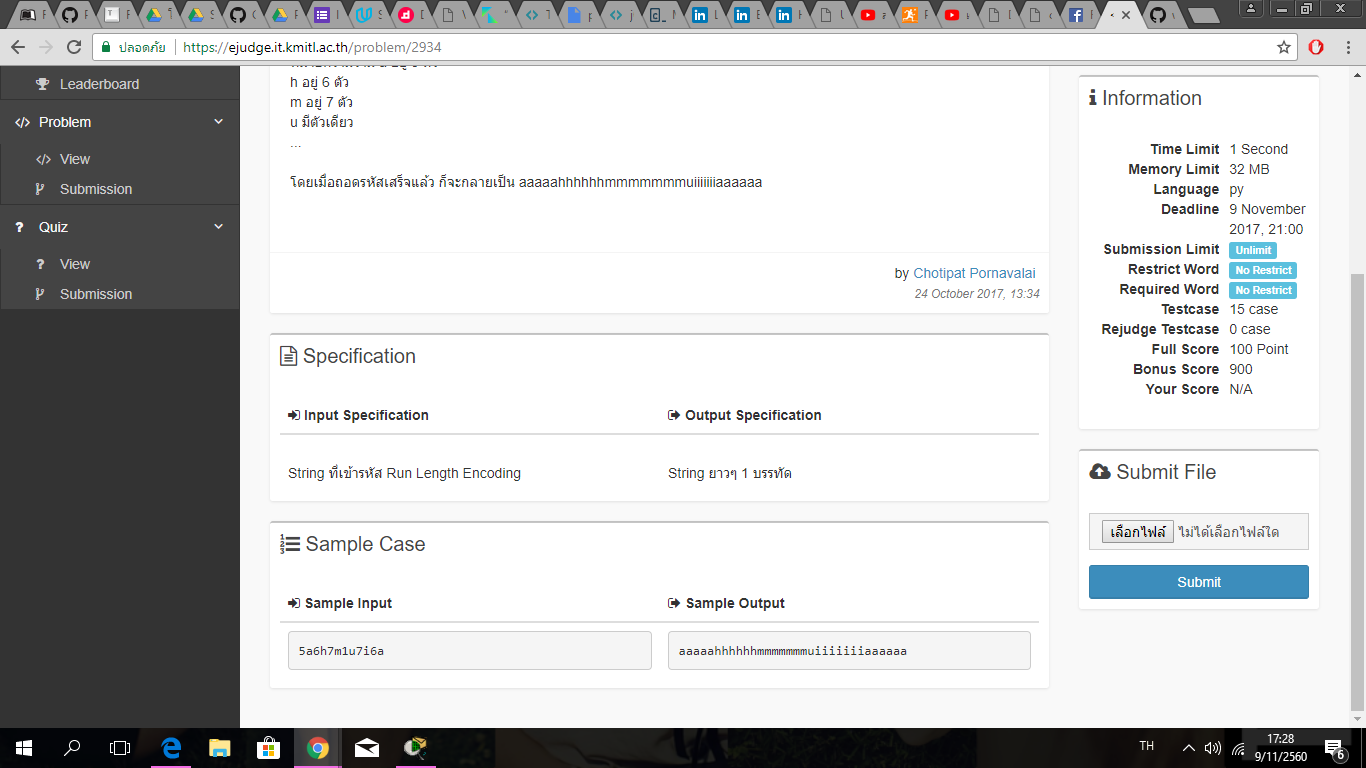 ปลอดภัย
https://ejudge.it.kmitl.ac.th/problem/2934
Leaderboard
Problem
View
Submission
Quiz
View
Submission
h อยู่ 6 ตัว
m อยู่ 7 ตัว
u มีตัวเดียว
...
โดยเมื่อถอดรหัสเสร็จแล้ว ก็จะกลายเป็น aaaaahhhhhhmmmmmmmuiiiiiiiaaaaaa
by Chotipat Pornavalai
24 October 2017, 13:34
Specification
Input Specification
Output Specification
String ที่เข้ารหัส Run Length Encoding
String ยาวๆ 1 บรรทัด
Sample Case
Sample Input
Sample Output
5a6h7m1u7i6a
aaaaahhhhhhmmmmmmmuiiiiiiiaaaaaa
Information
Time Limit 1 Second
Memory Limit 32 MB
Language py
Deadline 9 November
2017, 21:00
Submission Limit Unlimit
Restrict Word No Restrict
Required Word No Restrict
Testcase 15 case
Rejudge Testcase 0 case
Full Score 100 Point
Bonus Score 900
Your Score N/A
Submit File
เลือกไฟล์ ไม่ได้เลือกไฟล์ใด
Submit
TH
17:28
9/11/2560
6